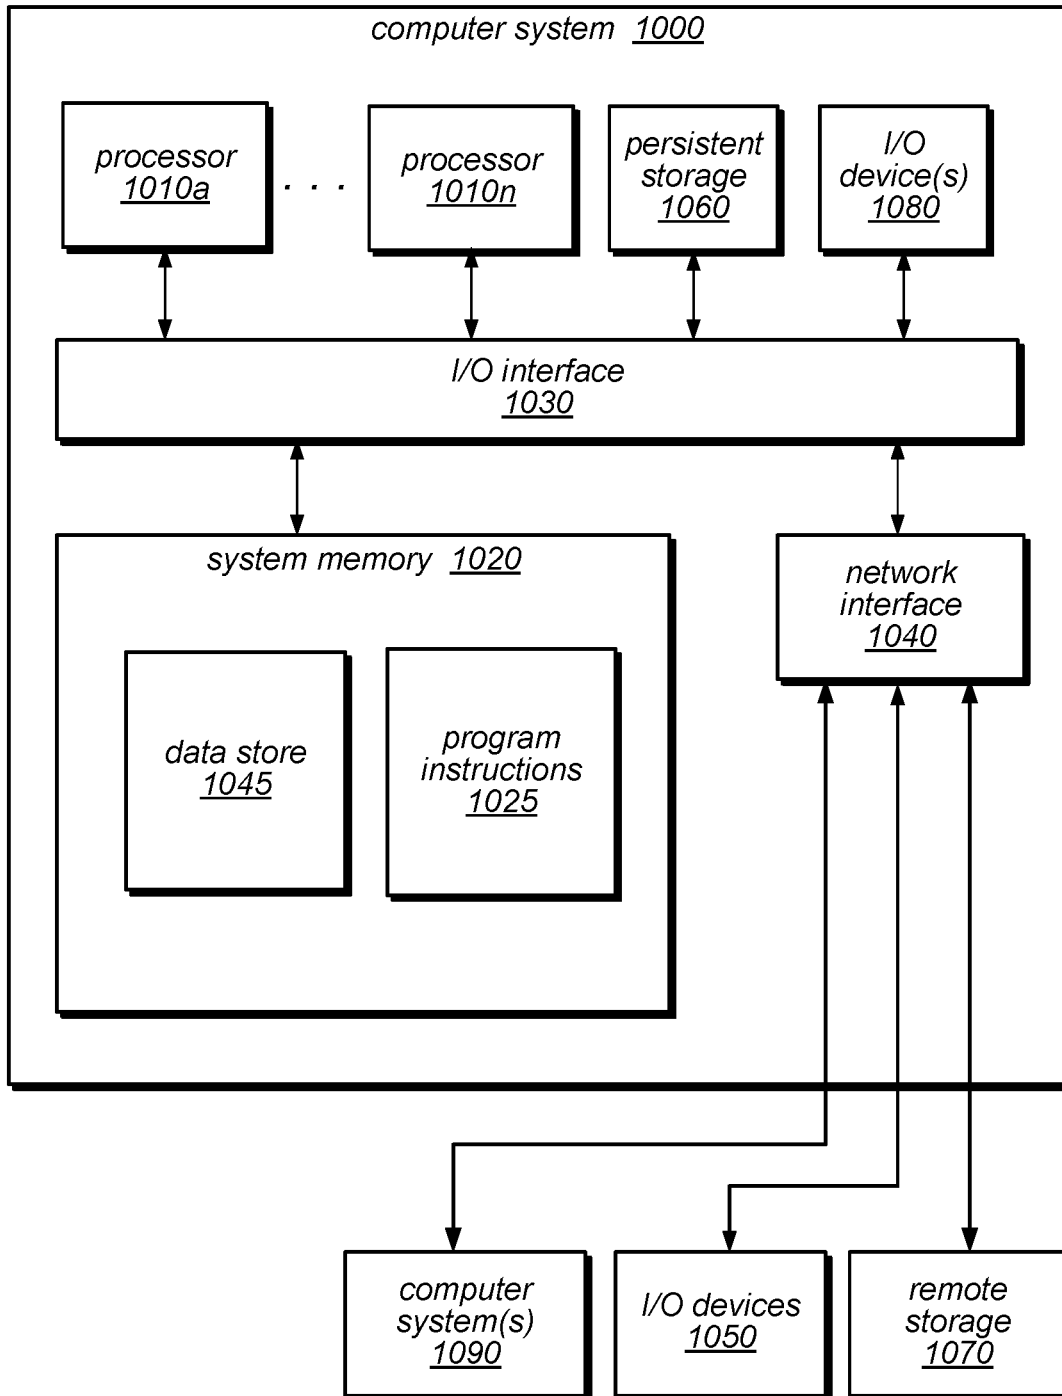 computer system 1000
processor
1010a
. . .
processor
1010n
persistent
storage
1060
I/O
device(s)
1080
I/O interface
1030
system memory 1020
network
interface
1040
data store
1045
program
instructions
1025
computer
system(s)
1090
I/O devices
1050
remote
storage
1070